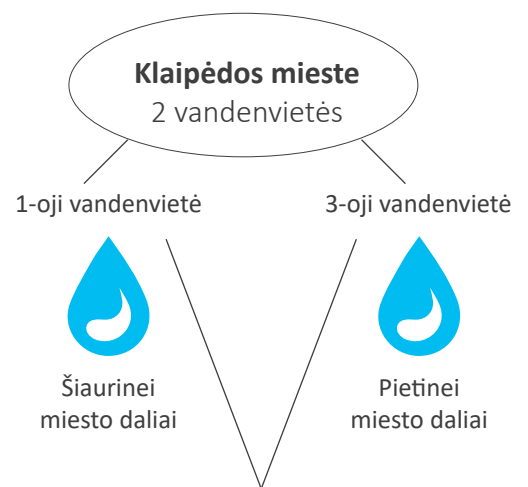 Klaipėdos mieste
2 vandenvietės
1-oji vandenvietė
3-oji vandenvietė
Šiaurinei
miesto daliai
Pietinei
miesto daliai